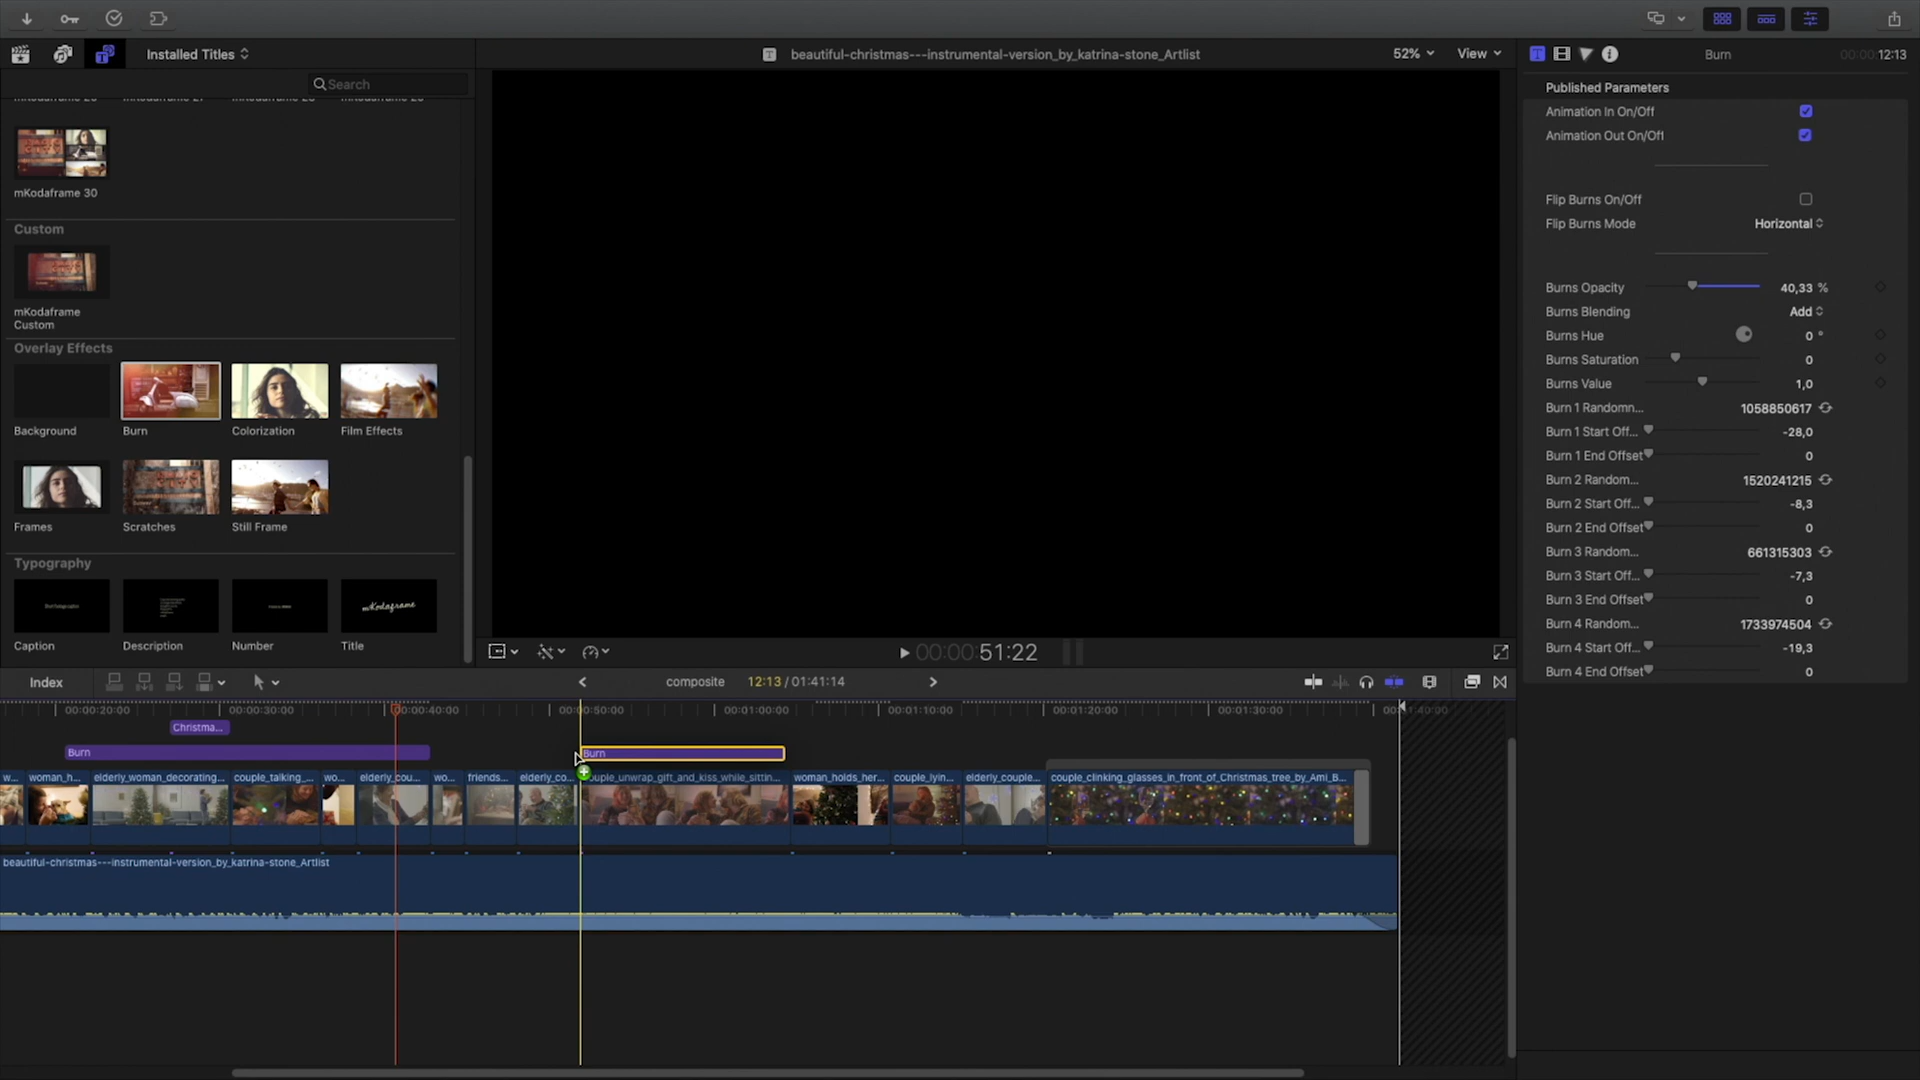 Installed Titles
beautiful-christmas---instrumental-version_by_katrina-stone_Artlist
52%
View
Burn
00:00:12:13
Search
Published Parameters
Animation In On/Off
Animation Out On/Off
mKodaframe 30
Flip Burns On/Off
Flip Burns Mode
Horizontal
Custom
mKodaframe
Custom
Burns Opacity
40,33 %
Burns Blending
Add
Burns Hue
0 °
Burns Saturation
0
Burns Value
1,0
Burn 1 Randomn...
1058850617
Burn 1 Start Off...
-28,0
Burn 1 End Offset
0
Burn 2 Random...
1520241215
Burn 2 Start Off...
-8,3
Burn 2 End Offset
0
Burn 3 Random...
661315303
Burn 3 Start Off...
-7,3
Burn 3 End Offset
0
Burn 4 Random...
1733974504
Burn 4 Start Off...
-19,3
Burn 4 End Offset
0
Overlay Effects
Background
Burn
Colorization
Film Effects
Frames
Scratches
Still Frame
Typography
mKodaframe
Caption
Description
Number
Title
00:00:51:22
Index
composite
12:13 / 01:41:14
00:00:20:00
00:00:30:00
00:00:40:00
00:00:50:00
00:01:00:00
00:01:10:00
00:01:20:00
00:01:30:00
Christma...
Burn
Burn
w...
woman_h...
elderly_woman_decorating...
couple_talking_...
wo...
elderly_cou...
wo...
friends...
elderly_co...
ouple_unwrap_gift_and_kiss_while_sittin...
woman_holds_her...
couple_lyin...
elderly_couple...
couple_clinking_glasses_in_front_of_Christmas_tree_by_Ami_B...
beautiful-christmas---instrumental-version_by_katrina-stone_Artlist